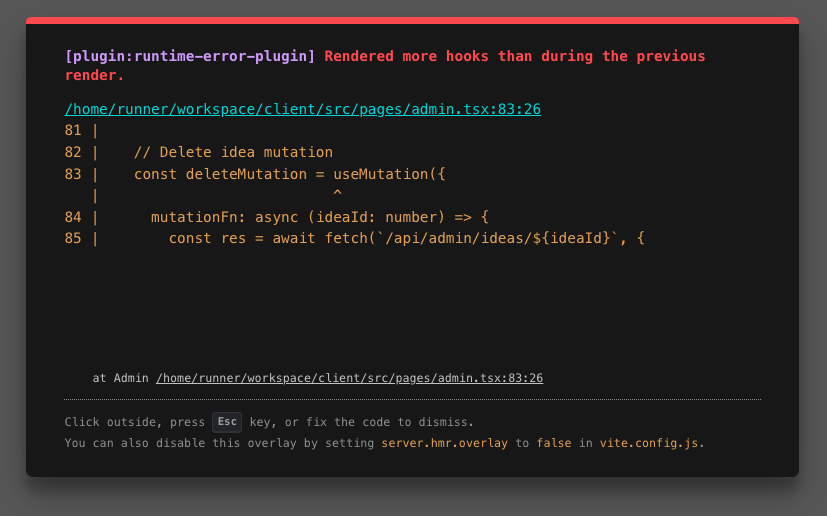 [plugin:runtime-error-plugin] Rendered more hooks than during the previous
render.
/home/runner/workspace/client/src/pages/admin.tsx:83:26
81 |
82 |    // Delete idea mutation
83 |    const deleteMutation = useMutation({
   |                           ^
84 |      mutationFn: async (ideaId: number) => {
85 |        const res = await fetch(`/api/admin/ideas/${ideaId}`, {
at Admin /home/runner/workspace/client/src/pages/admin.tsx:83:26
Click outside, press Esc key, or fix the code to dismiss.
You can also disable this overlay by setting server.hmr.overlay to false in vite.config.js.